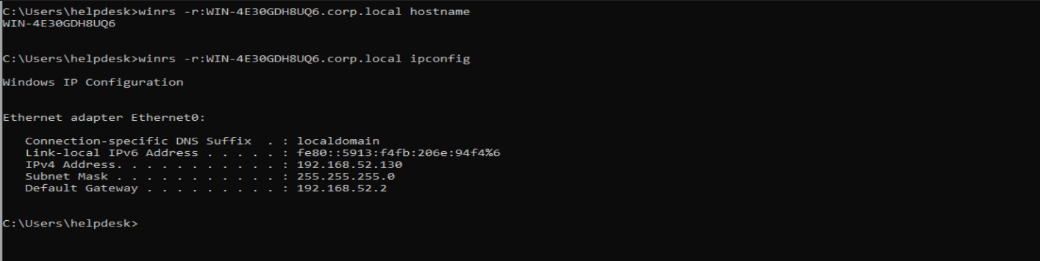 C:\Users\helpdesk>winrs -r:WIN-4E30GDH8UQ6.corp.local hostname
WIN-4E30GDH8UQ6
C:\Users\helpdesk>winrs -r:WIN-4E30GDH8UQ6.corp.local ipconfig
Windows IP Configuration
Ethernet adapter Ethernet0:
Connection-specific DNS Suffix  . : localdomain
Link-local IPv6 Address . . . . . : fe80::5913:f4fb:206e:94f4%6
IPv4 Address. . . . . . . . . . . : 192.168.52.130
Subnet Mask . . . . . . . . . . . : 255.255.255.0
Default Gateway . . . . . . . . . : 192.168.52.2
C:\Users\helpdesk>